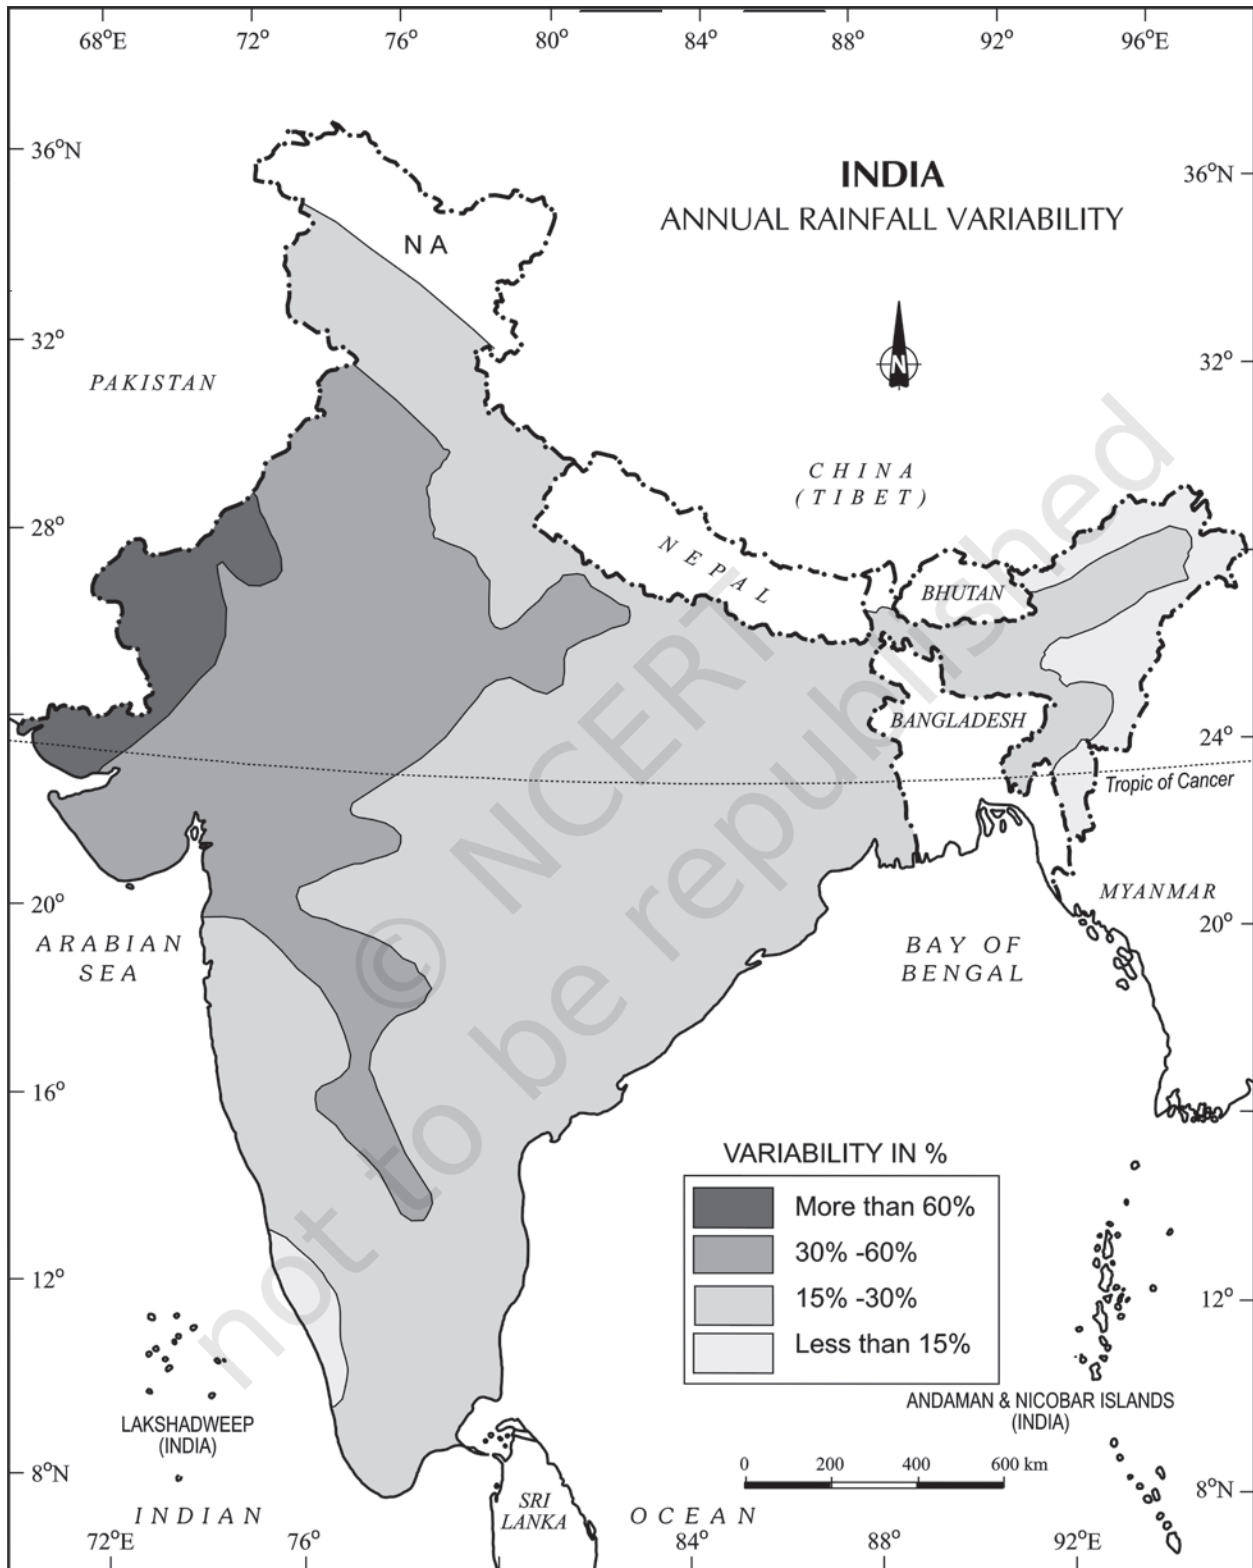 68°E 72° 76° 80° 84° 88° 92° 96°E
36°N
36°N
INDIA
ANNUAL RAINFALL VARIABILITY
N A
N
32°
32°
PAKISTAN
CHINA
(TIBET)
28°
NEPAL
BHUTAN
BANGLADESH
24°
Tropic of Cancer
MYANMAR
20°
20°
ARABIAN
SEA
BAY OF
BENGAL
© NCERT
not to be republished
16°
VARIABILITY IN %
More than 60%
30% -60%
15% -30%
Less than 15%
12°
12°
LAKSHADWEEP
(INDIA)
ANDAMAN & NICOBAR ISLANDS
(INDIA)
0 200 400 600 km
8°N
8°N
SRI
LANKA
INDIAN OCEAN
72°E 76° 84° 88° 92°E